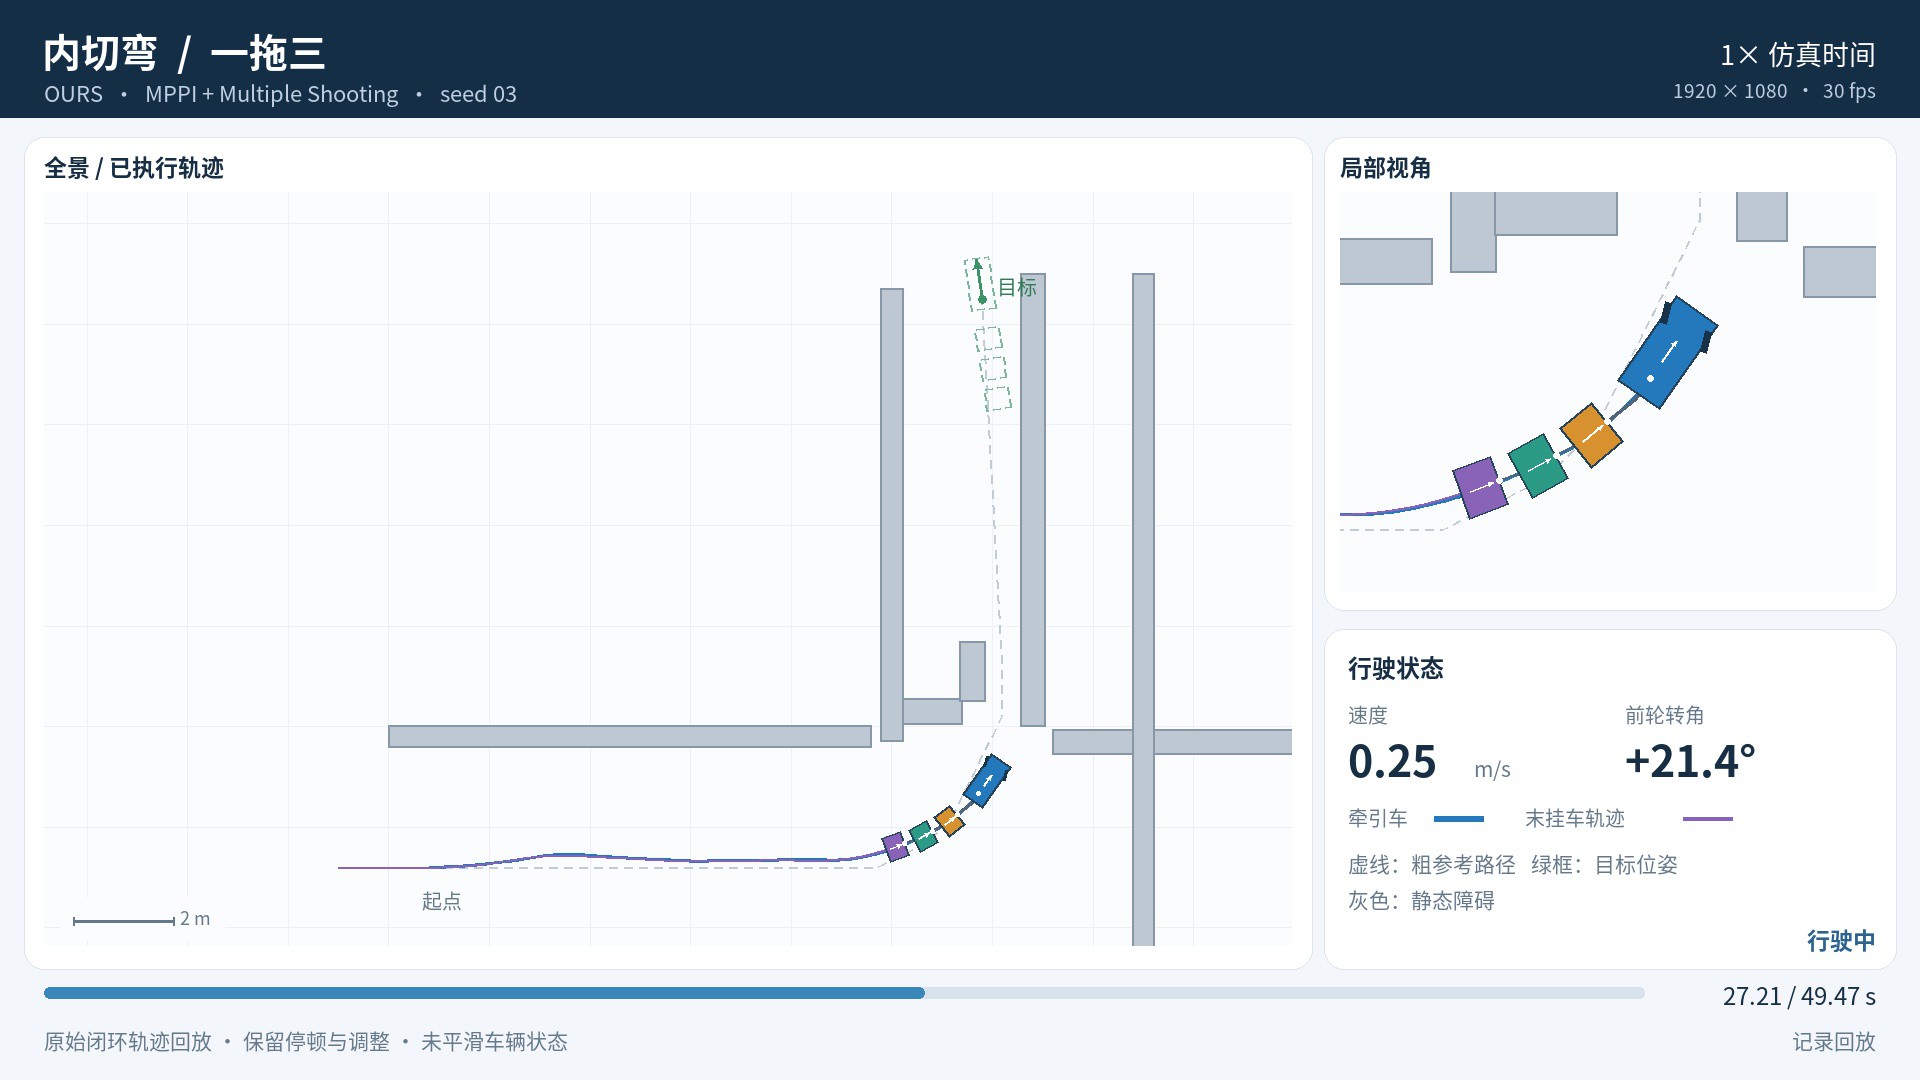 内切弯 / 一拖三
OURS • MPPI + Multiple Shooting • seed 03
1× 仿真时间
1920 × 1080 • 30 fps
全景 / 已执行轨迹
目标
起点
2 m
局部视角
行驶状态
速度
前轮转角
0.25 m/s
+21.4°
牵引车
末挂车轨迹
虚线：粗参考路径 绿框：目标位姿
灰色：静态障碍
行驶中
27.21 / 49.47 s
原始闭环轨迹回放 • 保留停顿与调整 • 未平滑车辆状态
记录回放